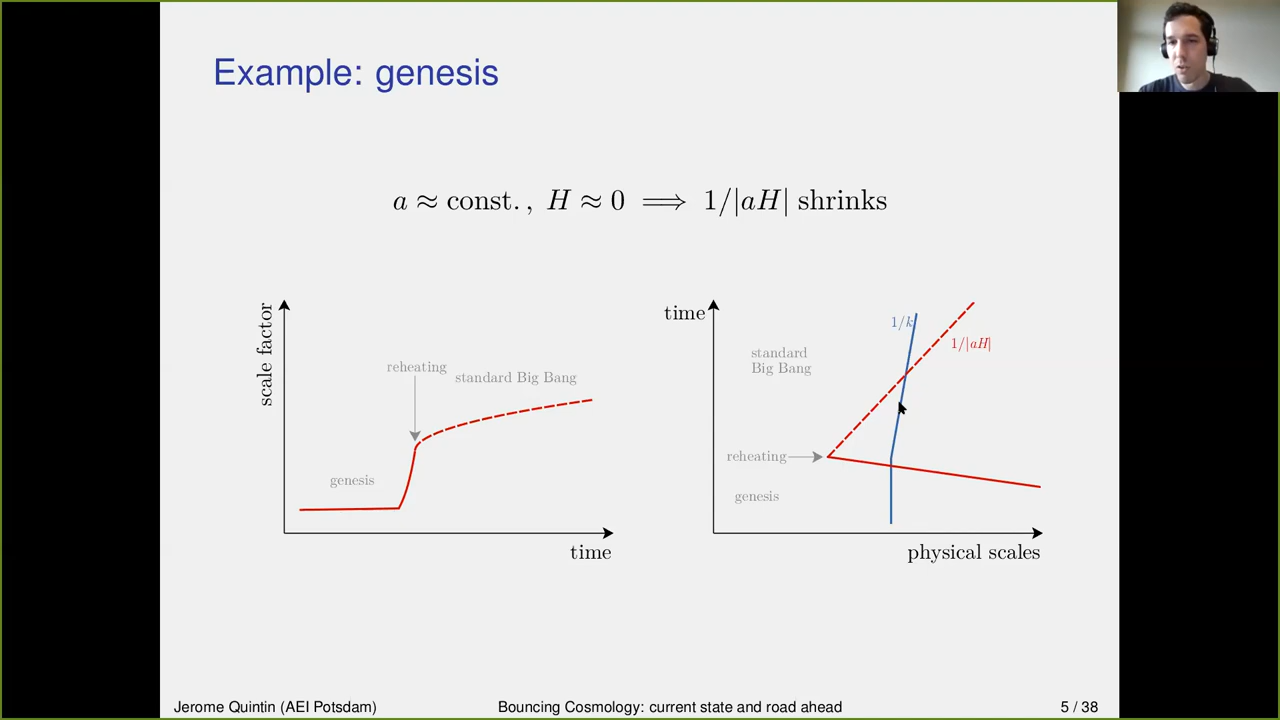 Example: genesis
a ≈ const. , H ≈ 0 ⟹ 1/|aH| shrinks
scale factor
reheating
standard Big Bang
genesis
time
time
1/k
1/|aH|
standard
Big Bang
reheating
genesis
physical scales
Jerome Quintin (AEI Potsdam)
Bouncing Cosmology: current state and road ahead
5 / 38